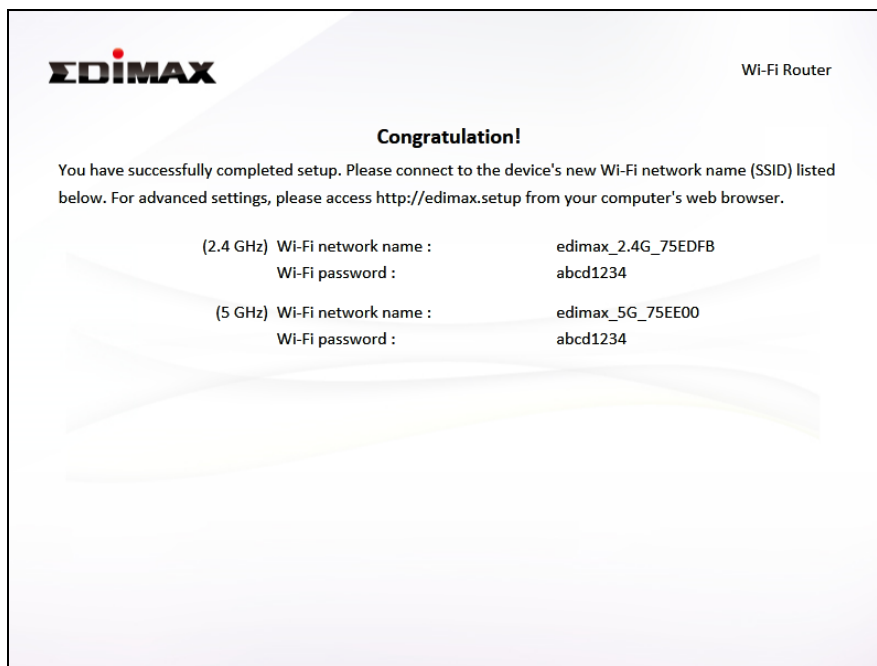 EDIMAX
Wi-Fi Router
Congratulation!
You have successfully completed setup. Please connect to the device's new Wi-Fi network name (SSID) listed
below. For advanced settings, please access http://edimax.setup from your computer's web browser.
(2.4 GHz) Wi-Fi network name : edimax_2.4G_75EDFB
Wi-Fi password : abcd1234
(5 GHz) Wi-Fi network name : edimax_5G_75EE00
Wi-Fi password : abcd1234